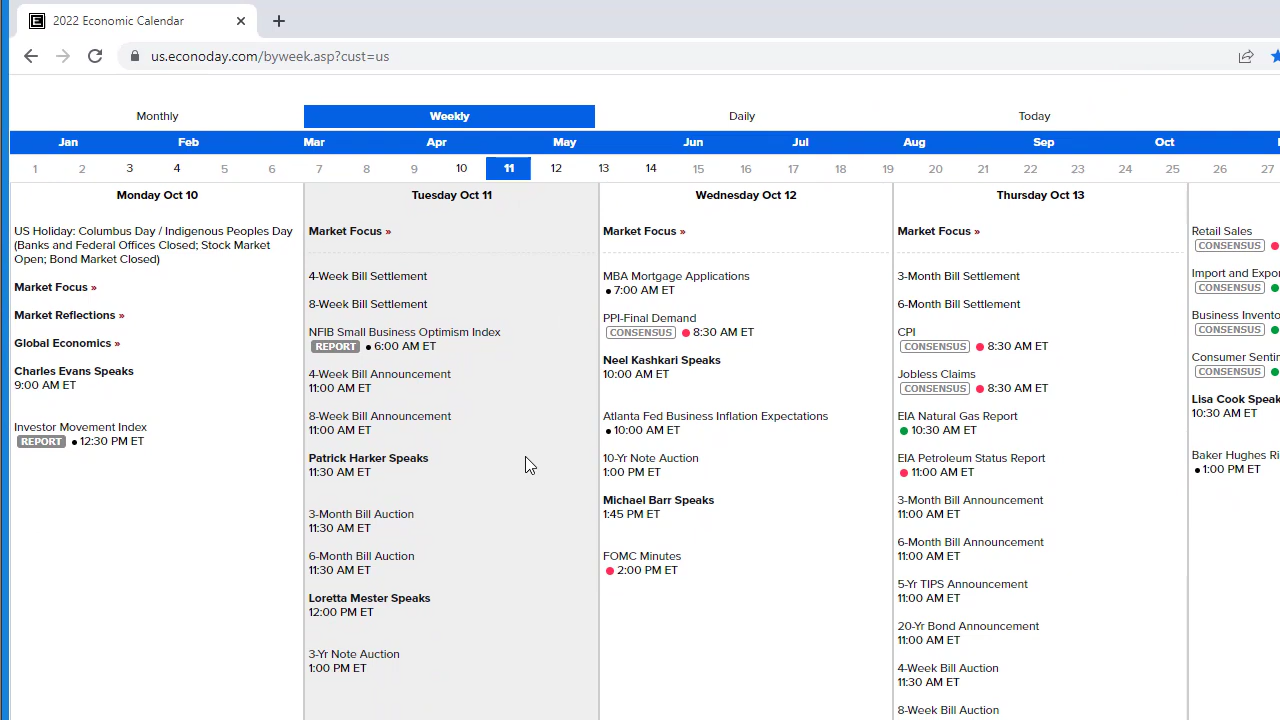 2022 Economic Calendar
us.econoday.com/byweek.asp?cust=us
Monthly Weekly Daily Today
Jan Feb Mar Apr May Jun Jul Aug Sep Oct
1 2 3 4 5 6 7 8 9 10 11 12 13 14 15 16 17 18 19 20 21 22 23 24 25 26 27
Monday Oct 10
US Holiday: Columbus Day / Indigenous Peoples Day
(Banks and Federal Offices Closed; Stock Market
Open; Bond Market Closed)
Market Focus »
Market Reflections »
Global Economics »
Charles Evans Speaks
9:00 AM ET
Investor Movement Index
REPORT • 12:30 PM ET
Tuesday Oct 11
Market Focus »
4-Week Bill Settlement
8-Week Bill Settlement
NFIB Small Business Optimism Index
REPORT • 6:00 AM ET
4-Week Bill Announcement
11:00 AM ET
8-Week Bill Announcement
11:00 AM ET
Patrick Harker Speaks
11:30 AM ET
3-Month Bill Auction
11:30 AM ET
6-Month Bill Auction
11:30 AM ET
Loretta Mester Speaks
12:00 PM ET
3-Yr Note Auction
1:00 PM ET
Wednesday Oct 12
Market Focus »
MBA Mortgage Applications
• 7:00 AM ET
PPI-Final Demand
CONSENSUS • 8:30 AM ET
Neel Kashkari Speaks
10:00 AM ET
Atlanta Fed Business Inflation Expectations
• 10:00 AM ET
10-Yr Note Auction
1:00 PM ET
Michael Barr Speaks
1:45 PM ET
FOMC Minutes
• 2:00 PM ET
Thursday Oct 13
Market Focus »
3-Month Bill Settlement
6-Month Bill Settlement
CPI
CONSENSUS • 8:30 AM ET
Jobless Claims
CONSENSUS • 8:30 AM ET
EIA Natural Gas Report
• 10:30 AM ET
EIA Petroleum Status Report
• 11:00 AM ET
3-Month Bill Announcement
11:00 AM ET
6-Month Bill Announcement
11:00 AM ET
5-Yr TIPS Announcement
11:00 AM ET
20-Yr Bond Announcement
11:00 AM ET
4-Week Bill Auction
11:30 AM ET
8-Week Bill Auction
Retail Sales
CONSENSUS •
Import and Expo
CONSENSUS •
Business Invento
CONSENSUS •
Consumer Senti
CONSENSUS •
Lisa Cook Speak
10:30 AM ET
Baker Hughes Ri
• 1:00 PM ET